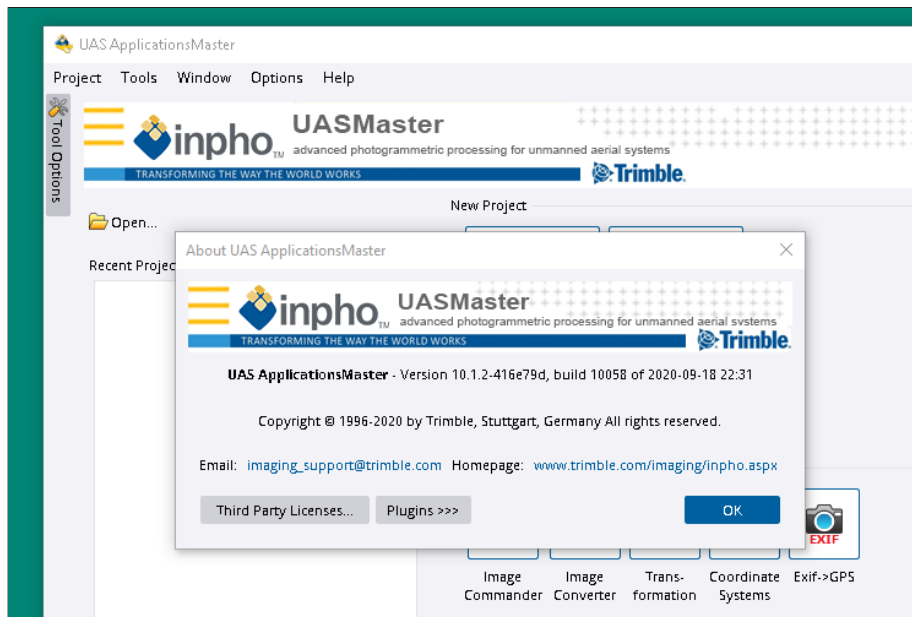 UAS ApplicationsMaster
Project Tools Window Options Help
Tool Options
inpho TM
UASMaster
advanced photogrammetric processing for unmanned aerial systems
TRANSFORMING THE WAY THE WORLD WORKS
Trimble.
Open...
New Project
Recent Projec
About UAS ApplicationsMaster
inpho TM
UASMaster
advanced photogrammetric processing for unmanned aerial systems
TRANSFORMING THE WAY THE WORLD WORKS
Trimble.
UAS ApplicationsMaster - Version 10.1.2-416e79d, build 10058 of 2020-09-18 22:31
Copyright © 1996-2020 by Trimble, Stuttgart, Germany All rights reserved.
Email: imaging_support@trimble.com Homepage: www.trimble.com/imaging/inpho.aspx
Third Party Licenses... Plugins >>> OK
EXIF
Image Commander
Image Converter
Trans-formation
Coordinate Systems
Exif->GPS